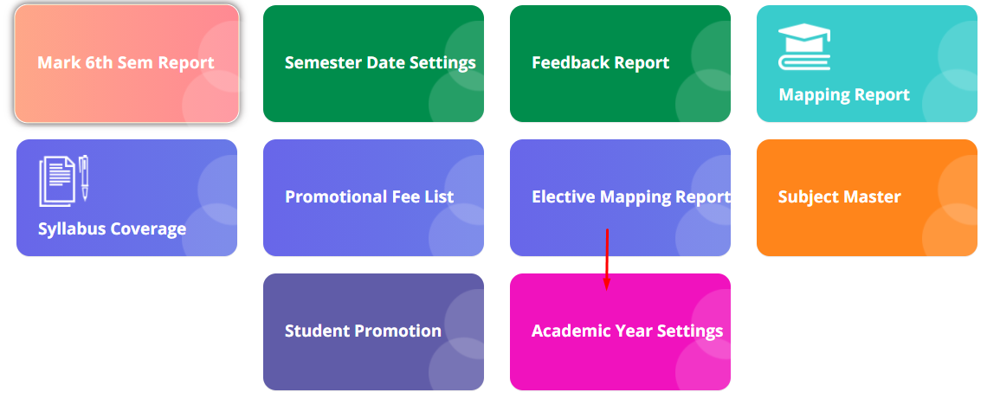 Mark 6th Sem Report
Semester Date Settings
Feedback Report
Mapping Report
Syllabus Coverage
Promotional Fee List
Elective Mapping Report
Subject Master
Student Promotion
Academic Year Settings